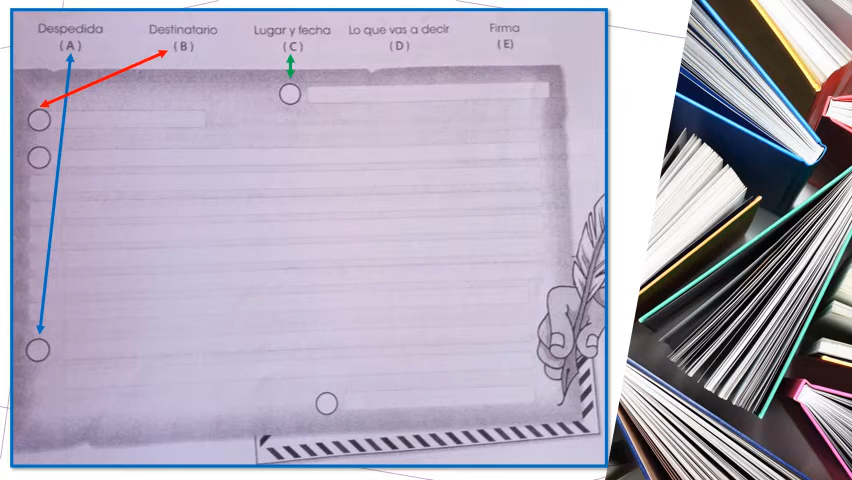 Despedida Destinatario Lugar y fecha Lo que vas a decir Firma
(A) (B) (C) (D) (E)